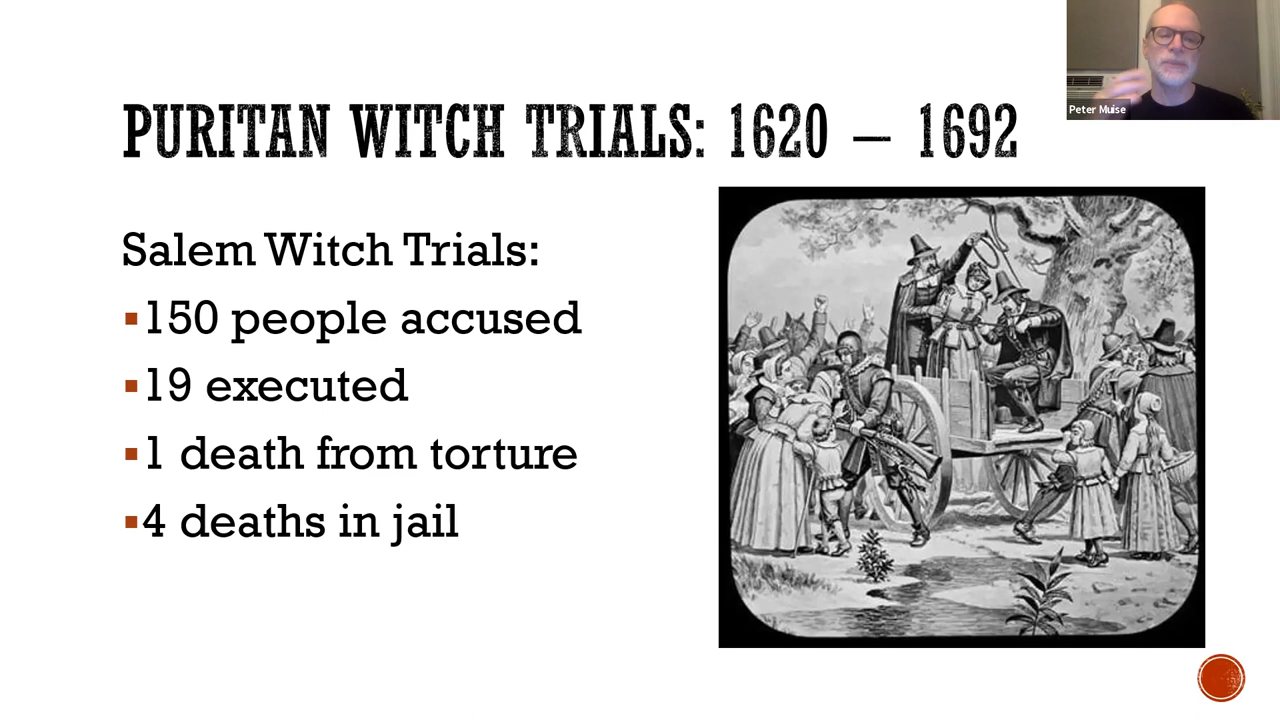 Peter Muise
PURITAN WITCH TRIALS: 1620 – 1692
Salem Witch Trials:
▪150 people accused
▪19 executed
▪1 death from torture
▪4 deaths in jail